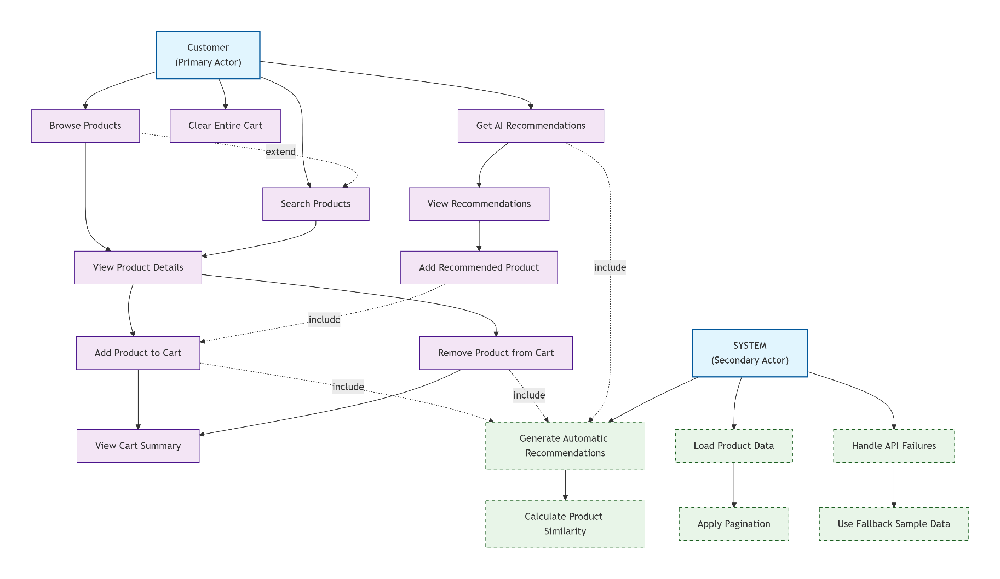 Customer
(Primary Actor)
Browse Products
Clear Entire Cart
Get AI Recommendations
extend
Search Products
View Recommendations
View Product Details
Add Recommended Product
include
include
SYSTEM
(Secondary Actor)
Add Product to Cart
Remove Product from Cart
include
include
View Cart Summary
Generate Automatic
Recommendations
Load Product Data
Handle API Failures
Calculate Product
Similarity
Apply Pagination
Use Fallback Sample Data